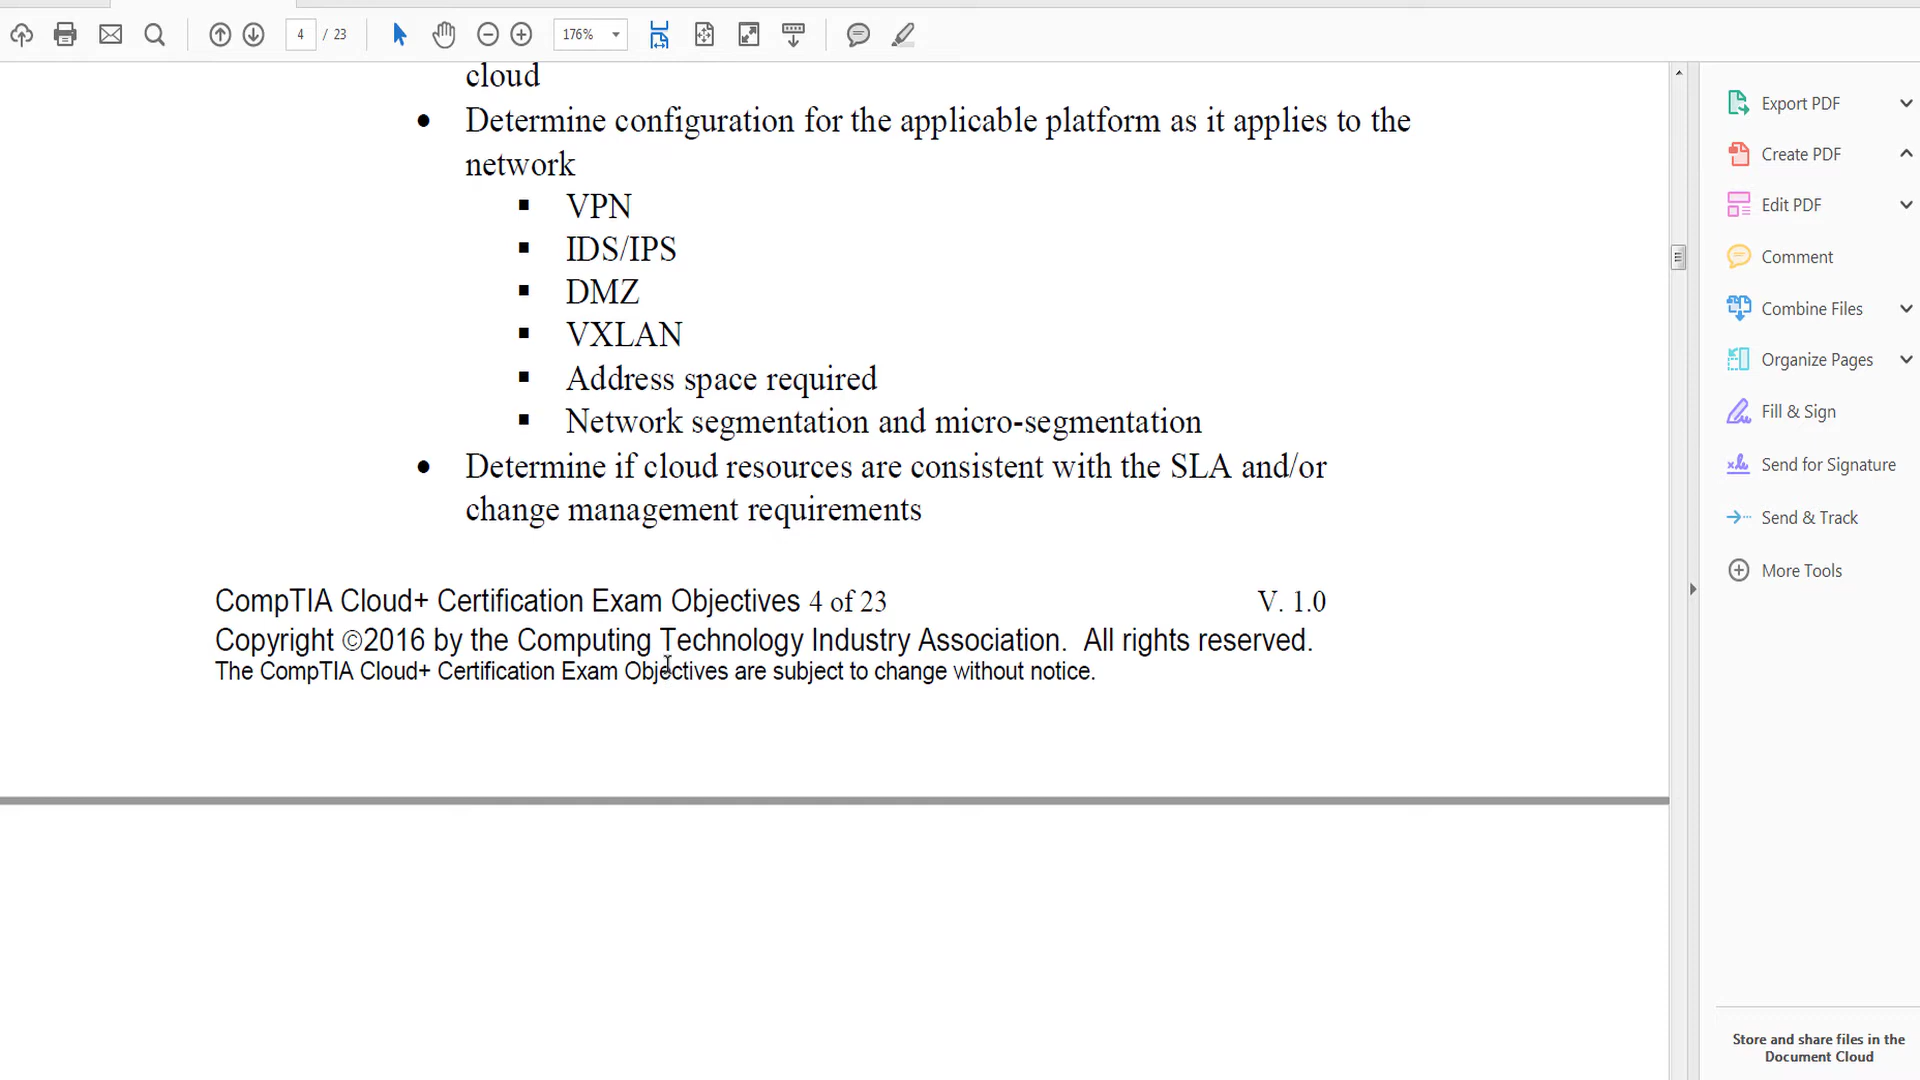 4 / 23 176%
cloud
• Determine configuration for the applicable platform as it applies to the
network
▪ VPN
▪ IDS/IPS
▪ DMZ
▪ VXLAN
▪ Address space required
▪ Network segmentation and micro-segmentation
• Determine if cloud resources are consistent with the SLA and/or
change management requirements
CompTIA Cloud+ Certification Exam Objectives 4 of 23 V. 1.0
Copyright ©2016 by the Computing Technology Industry Association. All rights reserved.
The CompTIA Cloud+ Certification Exam Objectives are subject to change without notice.
Export PDF
Create PDF
Edit PDF
Comment
Combine Files
Organize Pages
Fill & Sign
Send for Signature
Send & Track
More Tools
Store and share files in the
Document Cloud